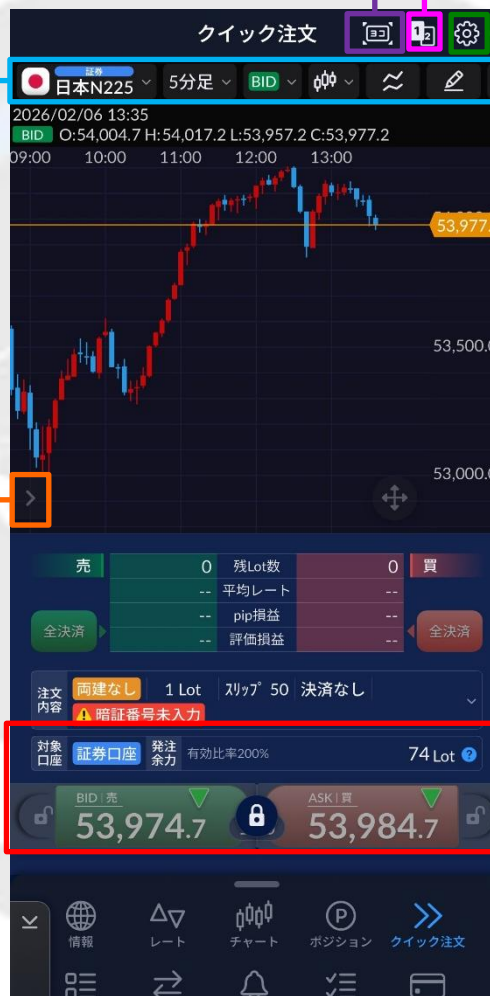 クイック注文
証券
日本N225 5分足 BID
2026/02/06 13:35
BID O:54,004.7 H:54,017.2 L:53,957.2 C:53,977.2
09:00 10:00 11:00 12:00 13:00
53,977.
53,500.0
53,000.0
売 0 残Lot数 0 買
-- 平均レート --
全決済 -- pip損益 -- 全決済
-- 評価損益 --
注文内容 両建なし 1 Lot スリップ 50 決済なし
暗証番号未入力
対象口座 証券口座 発注余力 有効比率200% 74 Lot ?
BID|売 ASK|買
53,974.7 53,984.7
情報 レート チャート ポジション クイック注文